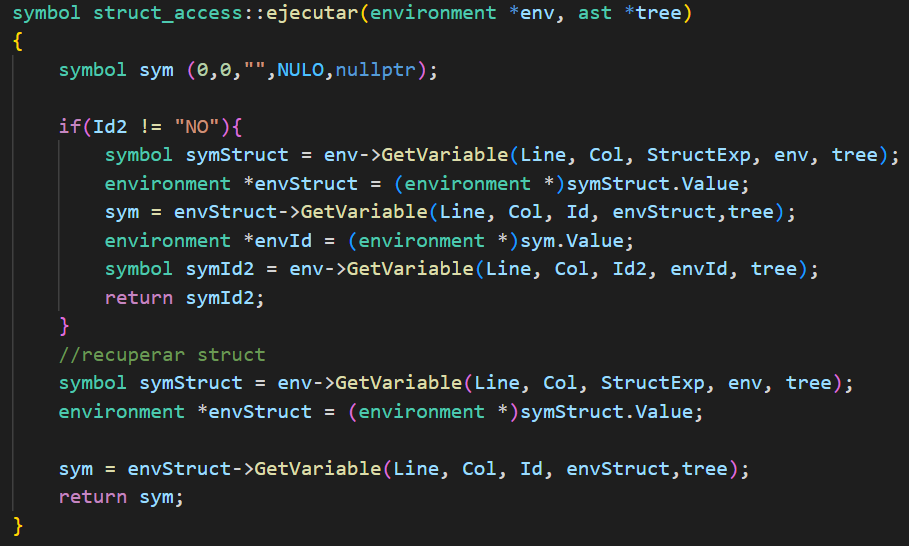 symbol struct_access::ejecutar(environment *env, ast *tree)
{
    symbol sym (0,0,"",NULO,nullptr);

    if(Id2 != "NO"){
        symbol symStruct = env->GetVariable(Line, Col, StructExp, env, tree);
        environment *envStruct = (environment *)symStruct.Value;
        sym = envStruct->GetVariable(Line, Col, Id, envStruct,tree);
        environment *envId = (environment *)sym.Value;
        symbol symId2 = env->GetVariable(Line, Col, Id2, envId, tree);
        return symId2;
    }
    //recuperar struct
    symbol symStruct = env->GetVariable(Line, Col, StructExp, env, tree);
    environment *envStruct = (environment *)symStruct.Value;

    sym = envStruct->GetVariable(Line, Col, Id, envStruct,tree);
    return sym;
}